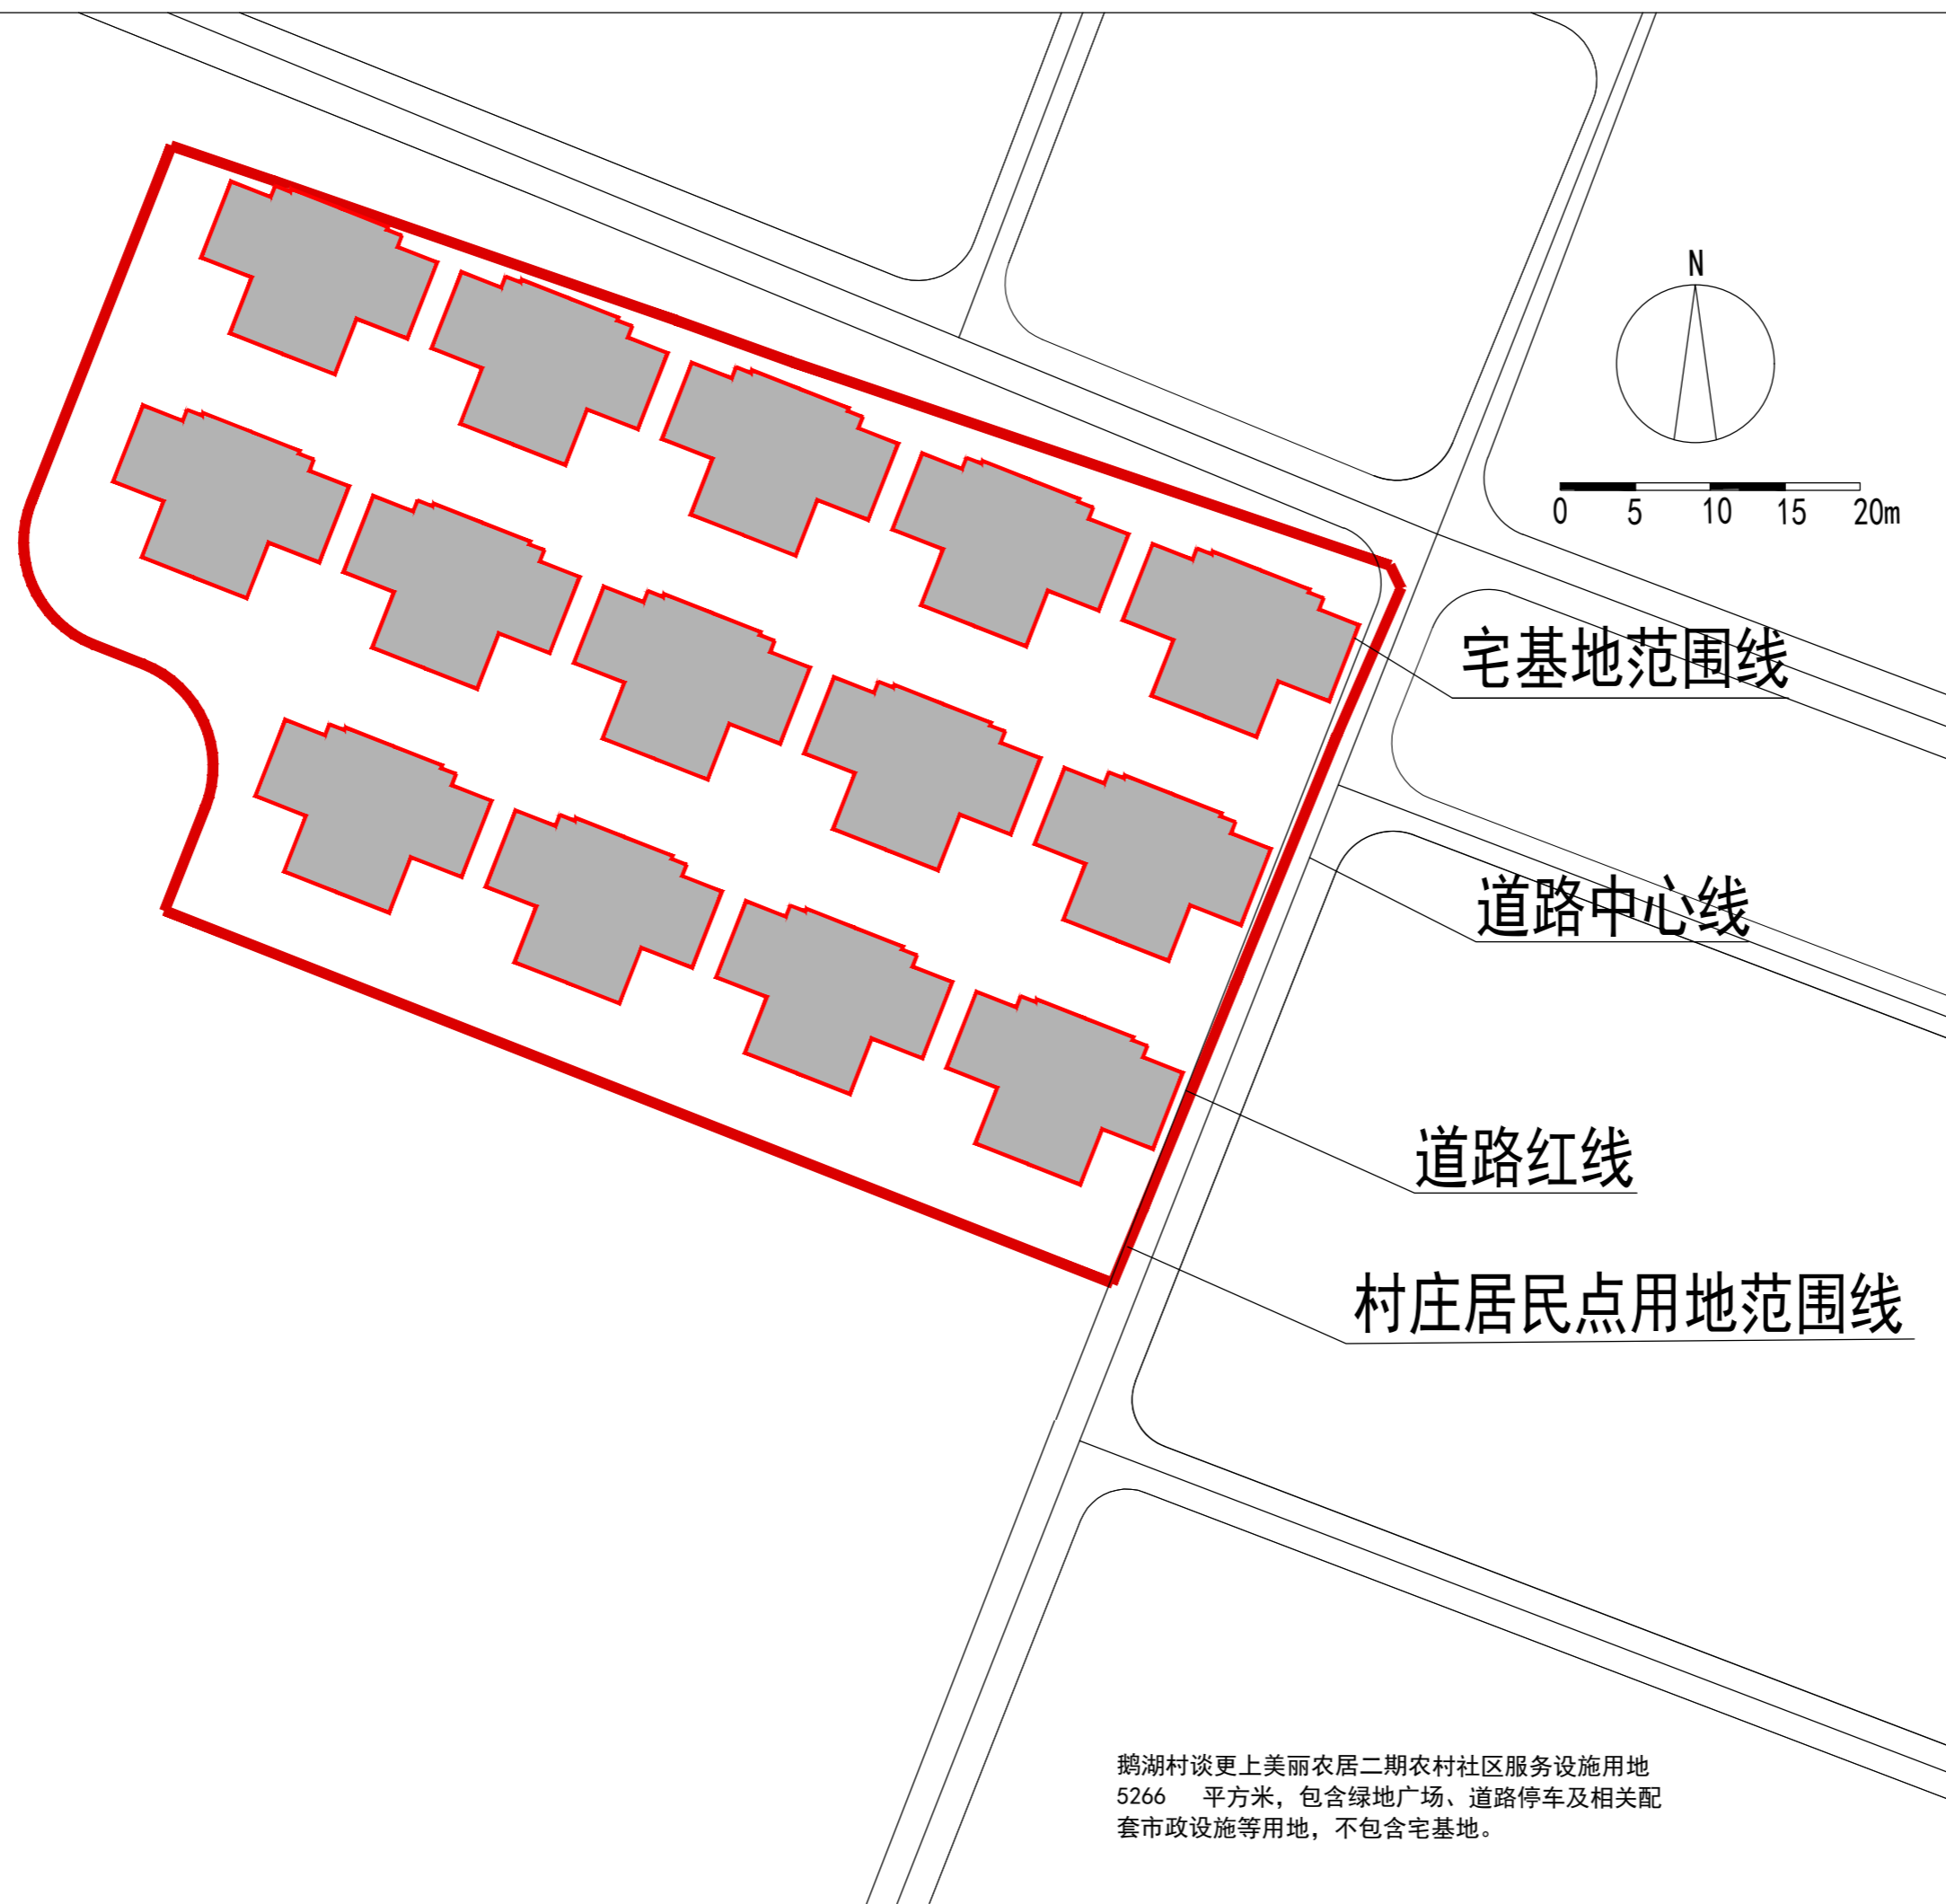 N
0 5 10 15 20m
宅基地范围线
道路中心线
道路红线
村庄居民点用地范围线
鹅湖村谈更上美丽农居二期农村社区服务设施用地
5266 平方米，包含绿地广场、道路停车及相关配
套市政设施等用地，不包含宅基地。